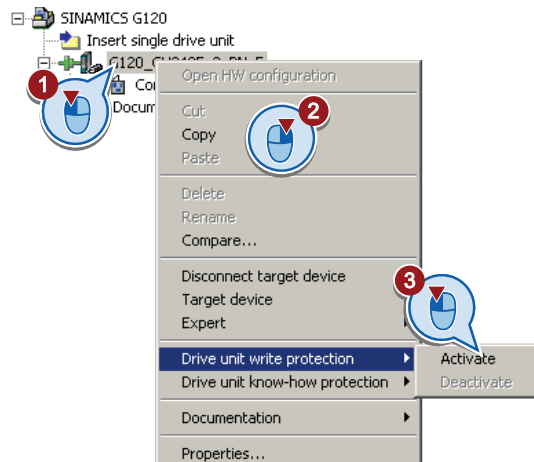 SINAMICS G120
Insert single drive unit
1
Docum
Open HW configuration
Cut
2
Copy
Paste
Delete
Rename
Compare...
Disconnect target device
Target device
3
Expert
Drive unit write protection
Activate
Drive unit know-how protection
Deactivate
Documentation
Properties...